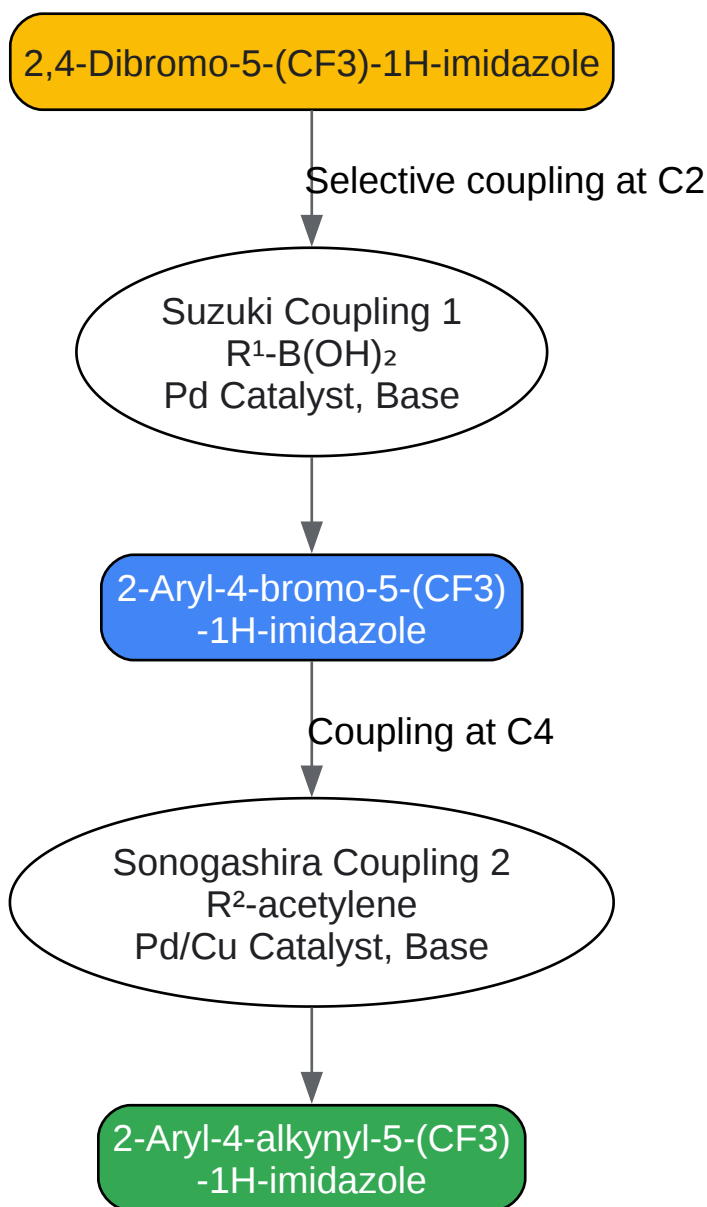 2,4-Dibromo-5-(CF3)-1H-imidazole
Selective coupling at C2
Suzuki Coupling 1
R¹-B(OH)₂
Pd Catalyst, Base
2-Aryl-4-bromo-5-(CF3)
-1H-imidazole
Coupling at C4
Sonogashira Coupling 2
R²-acetylene
Pd/Cu Catalyst, Base
2-Aryl-4-alkynyl-5-(CF3)
-1H-imidazole